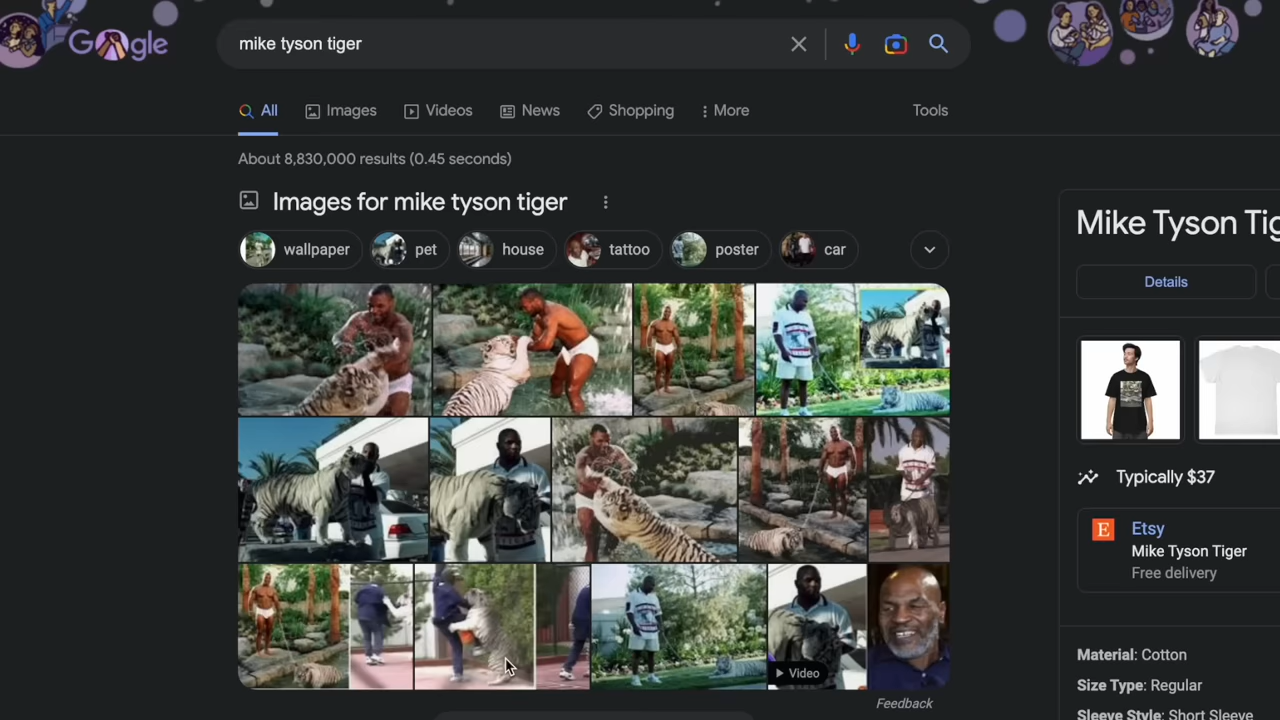 Google
mike tyson tiger
All
Images
Videos
News
Shopping
More
Tools
About 8,830,000 results (0.45 seconds)
Images for mike tyson tiger
wallpaper
pet
house
tattoo
poster
car
Video
Feedback
Mike Tyson Tig
Details
Typically $37
E
Etsy
Mike Tyson Tiger
Free delivery
Material: Cotton
Size Type: Regular
Sleeve Style: Short Sleeve